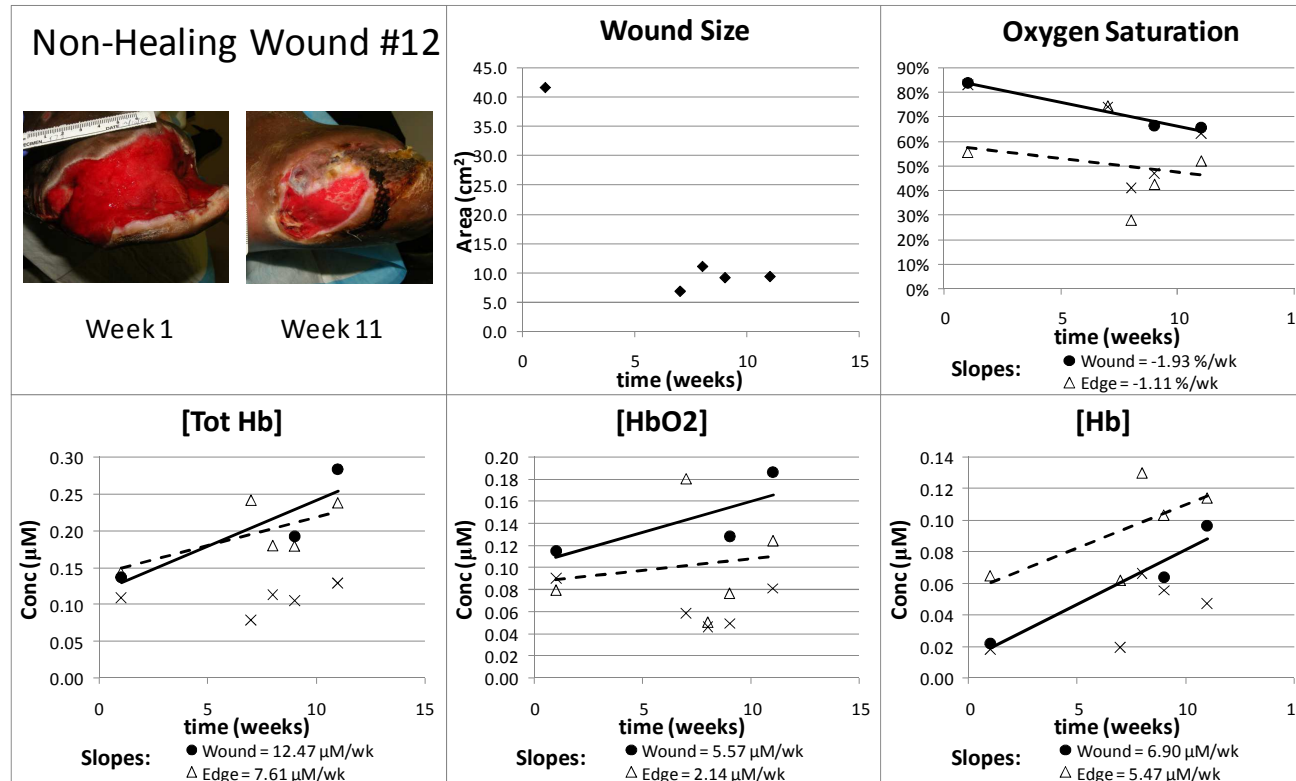 Non-Healing Wound #12
Week 1
Week 11
Wound Size
45.0
40.0
35.0
30.0
25.0
20.0
15.0
10.0
5.0
0.0
Area (cm²)
0 5 10 15
time (weeks)
Oxygen Saturation
90%
80%
70%
60%
50%
40%
30%
20%
10%
0%
0 5 10 1
time (weeks)
Slopes:
Wound = -1.93 %/wk
Edge = -1.11 %/wk
[Tot Hb]
0.30
0.25
0.20
0.15
0.10
0.05
0.00
Conc (μM)
0 5 10 15
time (weeks)
Slopes:
Wound = 12.47 μM/wk
Edge = 7.61 μM/wk
[HbO2]
0.20
0.18
0.16
0.14
0.12
0.10
0.08
0.06
0.04
0.02
0.00
Conc (μM)
0 5 10 15
time (weeks)
Slopes:
Wound = 5.57 μM/wk
Edge = 2.14 μM/wk
[Hb]
0.14
0.12
0.10
0.08
0.06
0.04
0.02
0.00
Conc (μM)
0 5 10 1
time (weeks)
Slopes:
Wound = 6.90 μM/wk
Edge = 5.47 μM/wk